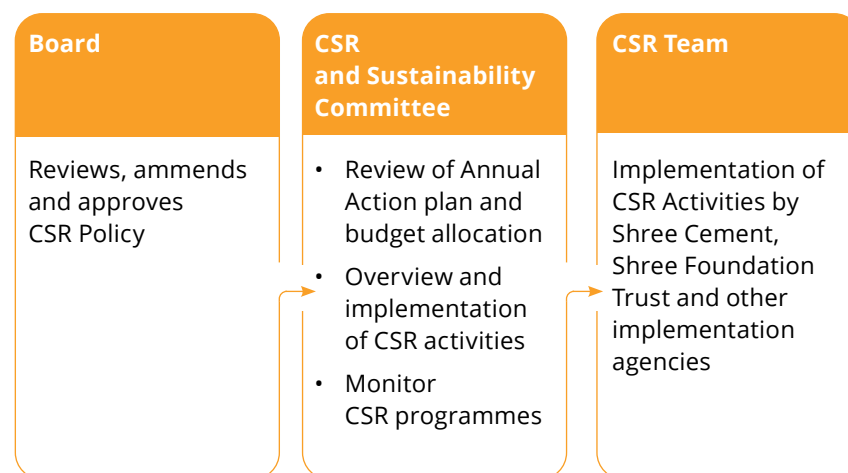 Board
Reviews, ammends
and approves
CSR Policy
CSR
and Sustainability
Committee
• Review of Annual
Action plan and
budget allocation
• Overview and
implementation
of CSR activities
• Monitor
CSR programmes
CSR Team
Implementation of
CSR Activities by
Shree Cement,
Shree Foundation
Trust and other
implementation
agencies